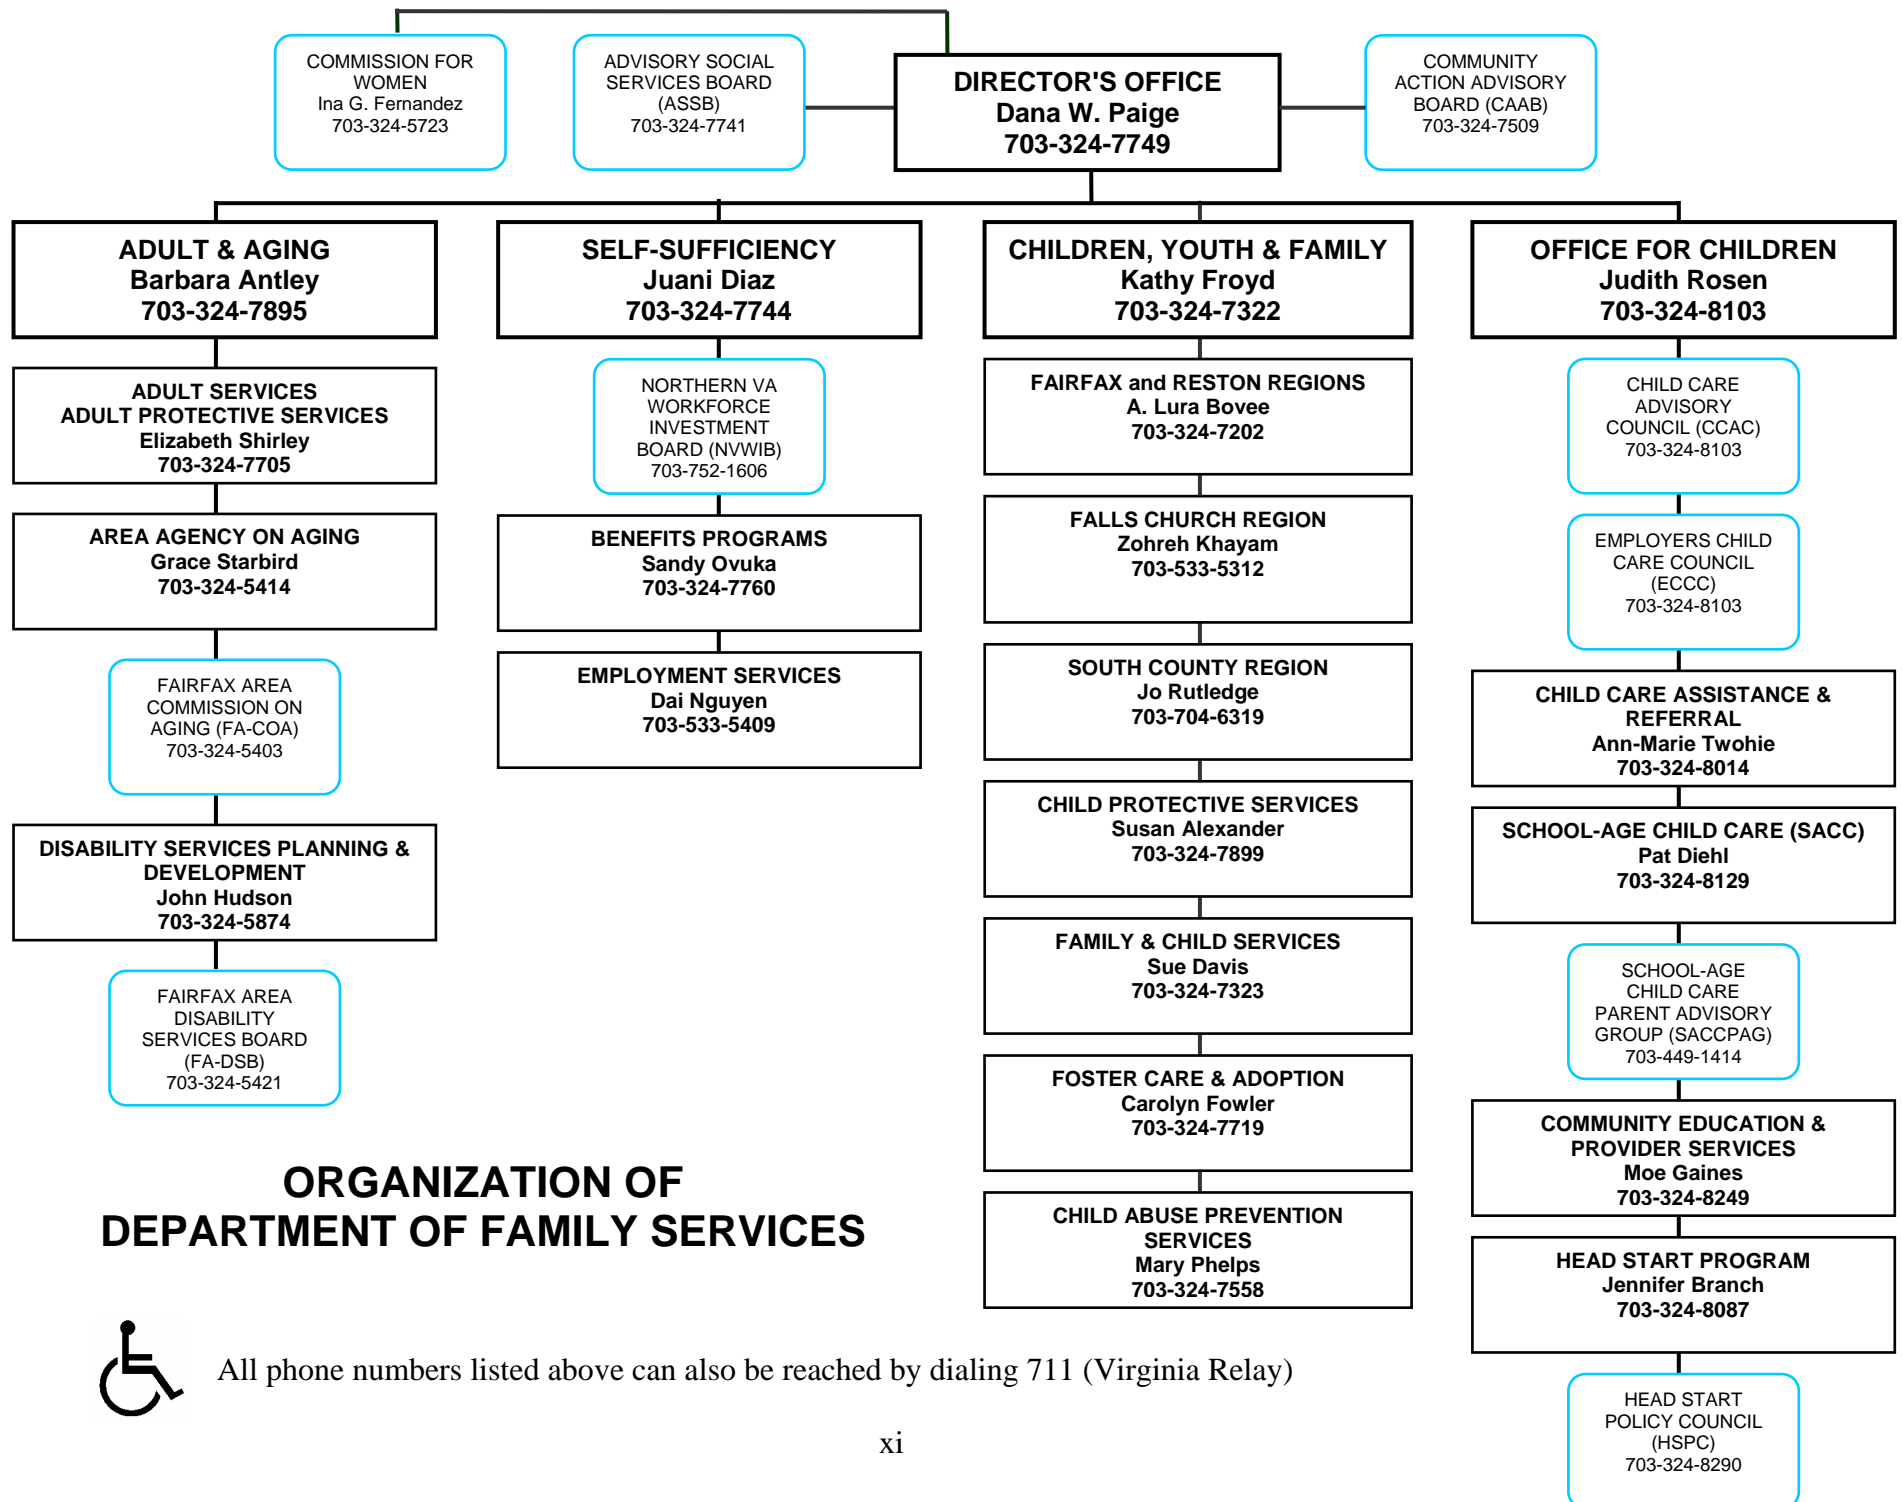 COMMISSION FOR
WOMEN
Ina G. Fernandez
703-324-5723
ADVISORY SOCIAL
SERVICES BOARD
(ASSB)
703-324-7741
DIRECTOR'S OFFICE
Dana W. Paige
703-324-7749
COMMUNITY
ACTION ADVISORY
BOARD (CAAB)
703-324-7509
ADULT & AGING
Barbara Antley
703-324-7895
ADULT SERVICES
ADULT PROTECTIVE SERVICES
Elizabeth Shirley
703-324-7705
AREA AGENCY ON AGING
Grace Starbird
703-324-5414
FAIRFAX AREA
COMMISSION ON
AGING (FA-COA)
703-324-5403
DISABILITY SERVICES PLANNING &
DEVELOPMENT
John Hudson
703-324-5874
FAIRFAX AREA
DISABILITY
SERVICES BOARD
(FA-DSB)
703-324-5421
SELF-SUFFICIENCY
Juani Diaz
703-324-7744
NORTHERN VA
WORKFORCE
INVESTMENT
BOARD (NVWIB)
703-752-1606
BENEFITS PROGRAMS
Sandy Ovuka
703-324-7760
EMPLOYMENT SERVICES
Dai Nguyen
703-533-5409
CHILDREN, YOUTH & FAMILY
Kathy Froyd
703-324-7322
FAIRFAX and RESTON REGIONS
A. Lura Bovee
703-324-7202
FALLS CHURCH REGION
Zohreh Khayam
703-533-5312
SOUTH COUNTY REGION
Jo Rutledge
703-704-6319
CHILD PROTECTIVE SERVICES
Susan Alexander
703-324-7899
FAMILY & CHILD SERVICES
Sue Davis
703-324-7323
FOSTER CARE & ADOPTION
Carolyn Fowler
703-324-7719
CHILD ABUSE PREVENTION
SERVICES
Mary Phelps
703-324-7558
OFFICE FOR CHILDREN
Judith Rosen
703-324-8103
CHILD CARE
ADVISORY
COUNCIL (CCAC)
703-324-8103
EMPLOYERS CHILD
CARE COUNCIL
(ECCC)
703-324-8103
CHILD CARE ASSISTANCE &
REFERRAL
Ann-Marie Twohie
703-324-8014
SCHOOL-AGE CHILD CARE (SACC)
Pat Diehl
703-324-8129
SCHOOL-AGE
CHILD CARE
PARENT ADVISORY
GROUP (SACCPAG)
703-449-1414
COMMUNITY EDUCATION &
PROVIDER SERVICES
Moe Gaines
703-324-8249
HEAD START PROGRAM
Jennifer Branch
703-324-8087
HEAD START
POLICY COUNCIL
(HSPC)
703-324-8290
ORGANIZATION OF
DEPARTMENT OF FAMILY SERVICES
All phone numbers listed above can also be reached by dialing 711 (Virginia Relay)
xi